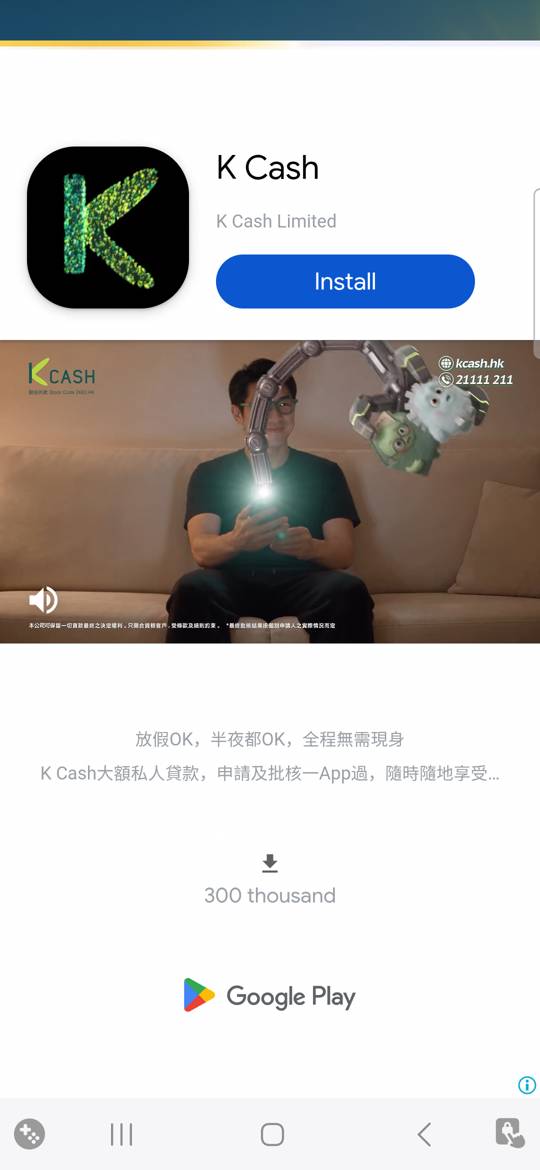 K Cash
K Cash Limited
Install
K CASH
kcash.hk
21111 211
放假OK，半夜都OK，全程無需現身
K Cash大額私人貸款，申請及批核一App過，隨時隨地享受…
300 thousand
Google Play